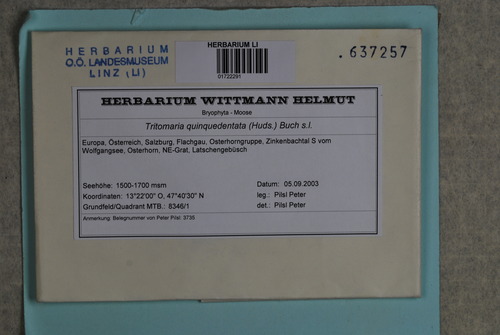 HERBARIUM
O.Ö. LANDESMUSEUM
LINZ (LI)
HERBARIUM LI
01722291
.637257
HERBARIUM WITTMANN HELMUT
Bryophyta - Moose
Tritomaria quinquedentata (Huds.) Buch s.l.
Europa, Österreich, Salzburg, Flachgau, Osterhorngruppe, Zinkenbachtal S vom
Wolfgangsee, Osterhorn, NE-Grat, Latschengebüsch
Seehöhe: 1500-1700 msm
Datum: 05.09.2003
Koordinaten: 13°22'00" O, 47°40'30" N
leg.: Pilsl Peter
Grundfeld/Quadrant MTB.: 8346/1
det.: Pilsl Peter
Anmerkung: Belegnummer von Peter Pilsl: 3735